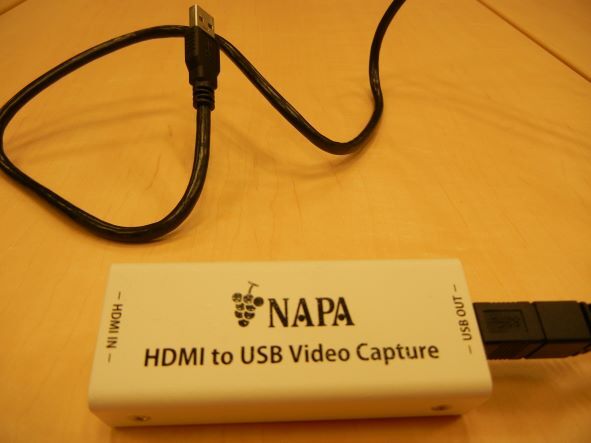 HDMI IN
NAPA
USB OUT
HDMI to USB Video Capture